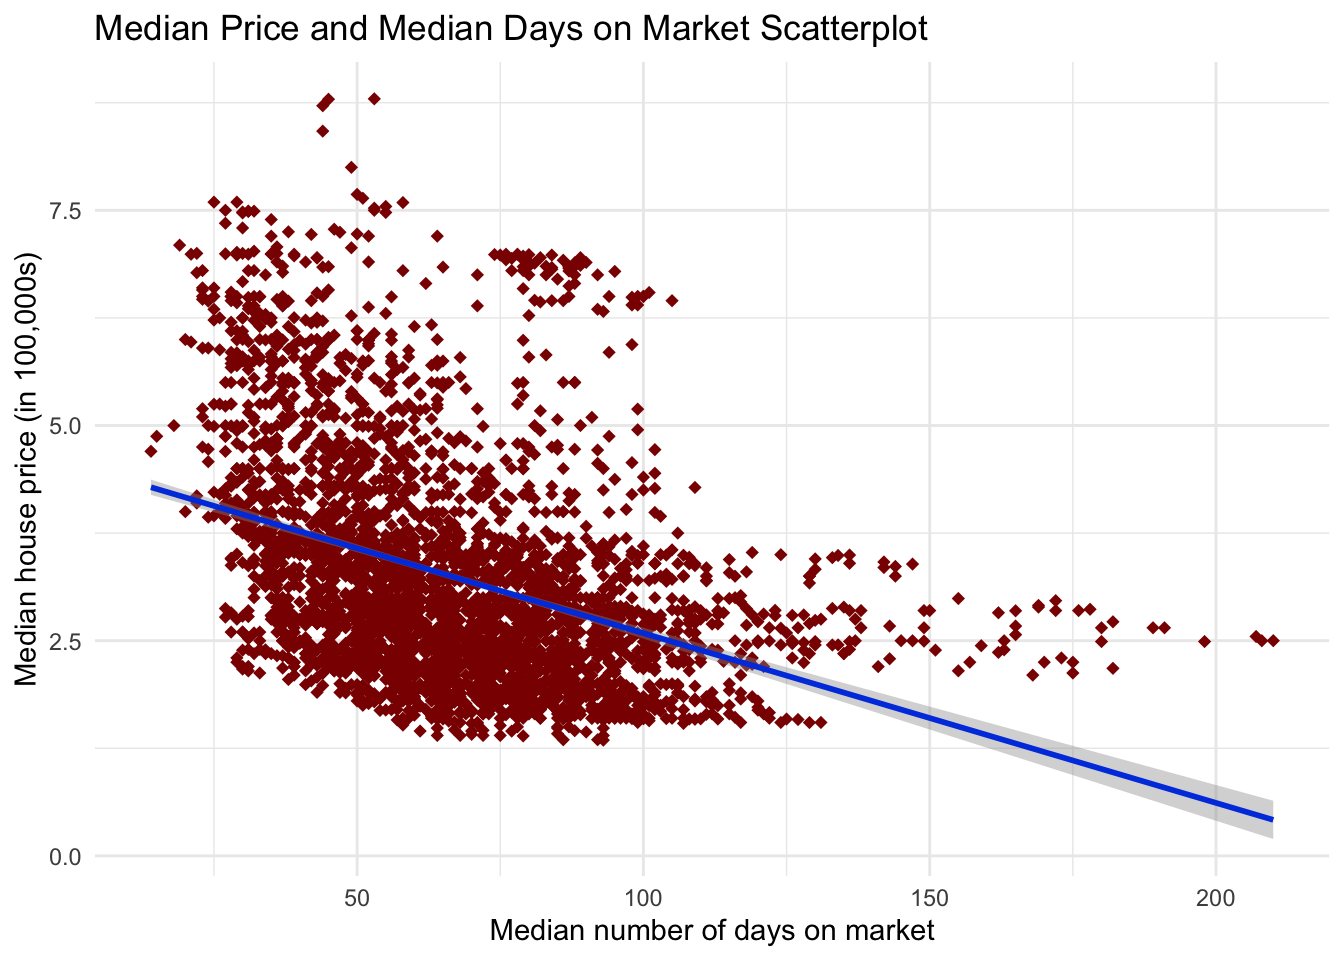 Median Price and Median Days on Market Scatterplot
Median house price (in 100,000s)
7.5
5.0
2.5
0.0
50
100
150
200
Median number of days on market